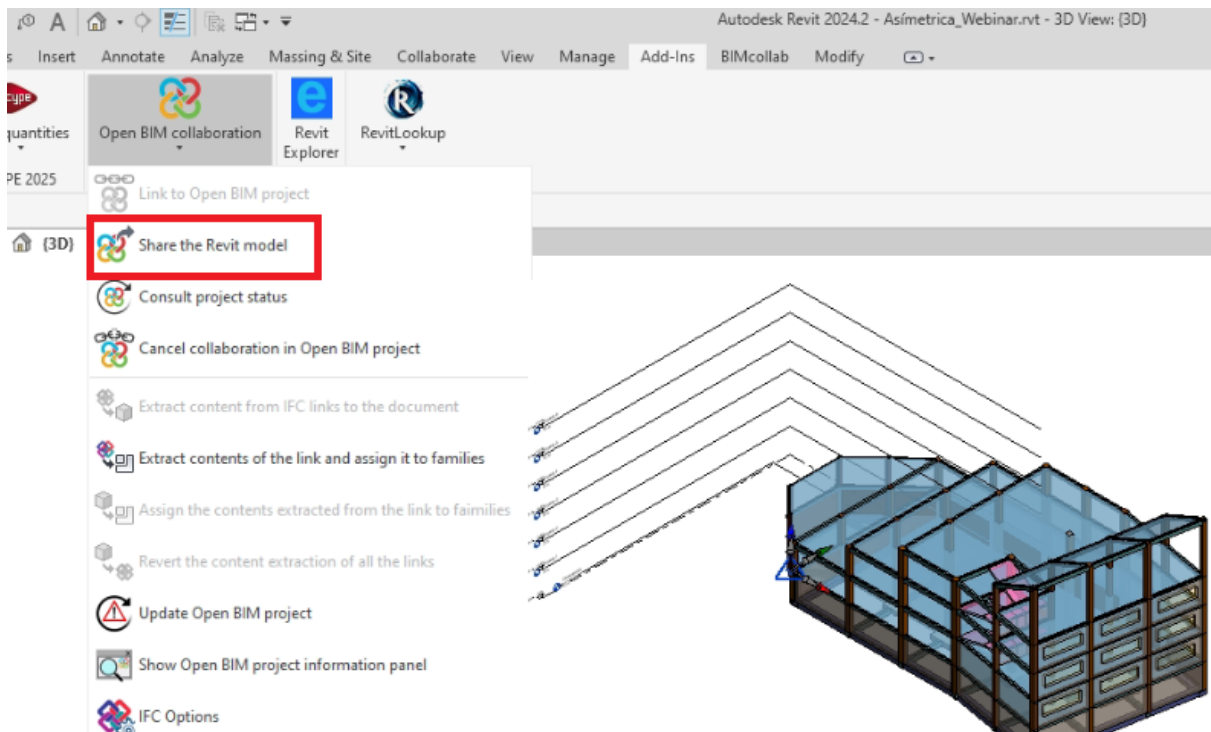 A
Autodesk Revit 2024.2 - Asímetrica_Webinar.rvt - 3D View: {3D}
s Insert Annotate Analyze Massing & Site Collaborate View Manage Add-Ins BIMcollab Modify
cype
quantities
Open BIM collaboration
e
Revit
Explorer
R
RevitLookup
PE 2025
Link to Open BIM project
{3D}
Share the Revit model
Consult project status
Cancel collaboration in Open BIM project
Extract content from IFC links to the document
Extract contents of the link and assign it to families
Assign the contents extracted from the link to faimilies
Revert the content extraction of all the links
Update Open BIM project
Show Open BIM project information panel
IFC Options